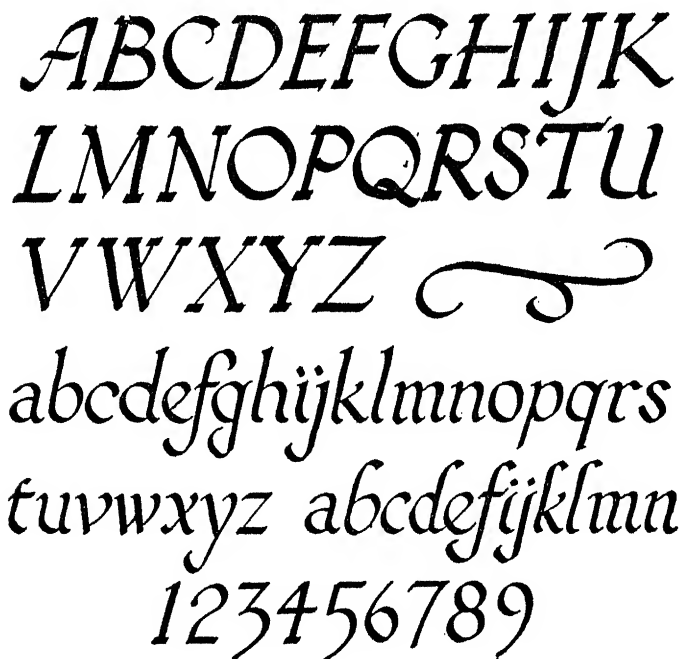 ABCDEFGHIJK
LMNOPQRSTU
VWXYZ
abcdefghijklmnopqrs
tuvwxyz abcdefijklmn
123456789